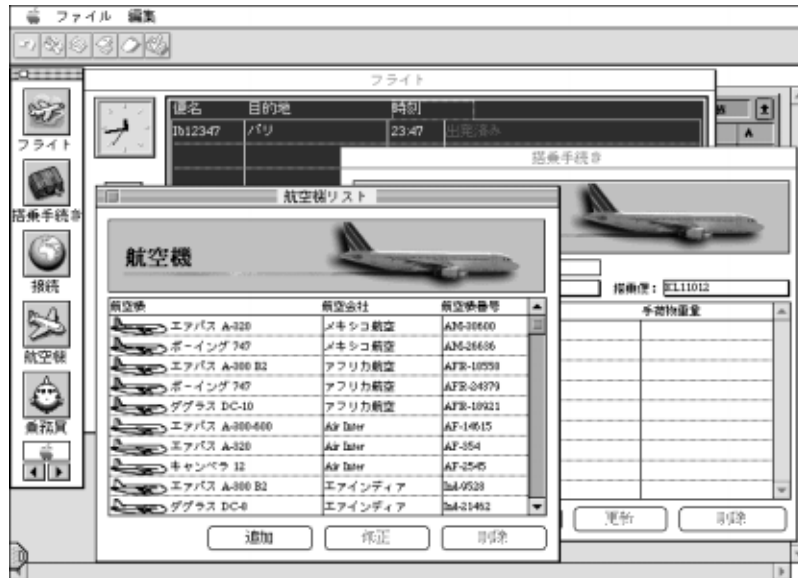 ファイル 編集
フライト
便名 目的地 時刻
Ib12347 パリ 23:47 出発済み
フライト
搭乗手続き
接続
航空機
乗務員
搭乗手続き
搭乗便: KL11012
手荷物重量
更新 削除
航空機リスト
航空機
航空機 航空会社 航空機番号
エアバス A-320 メキシコ航空 AM-30600
ボーイング 747 メキシコ航空 AM-26636
エアバス A-300 B2 アフリカ航空 AFR-18550
ボーイング 747 アフリカ航空 AFR-24379
ダグラス DC-10 アフリカ航空 AFR-18921
エアバス A-300-600 Air Inter AF-14615
エアバス A-320 Air Inter AF-354
キャンベラ 12 Air Inter AF-2545
エアバス A-300 B2 エアインディア Ind-9528
ダグラス DC-8 エアインディア Ind-21462
追加 修正 削除